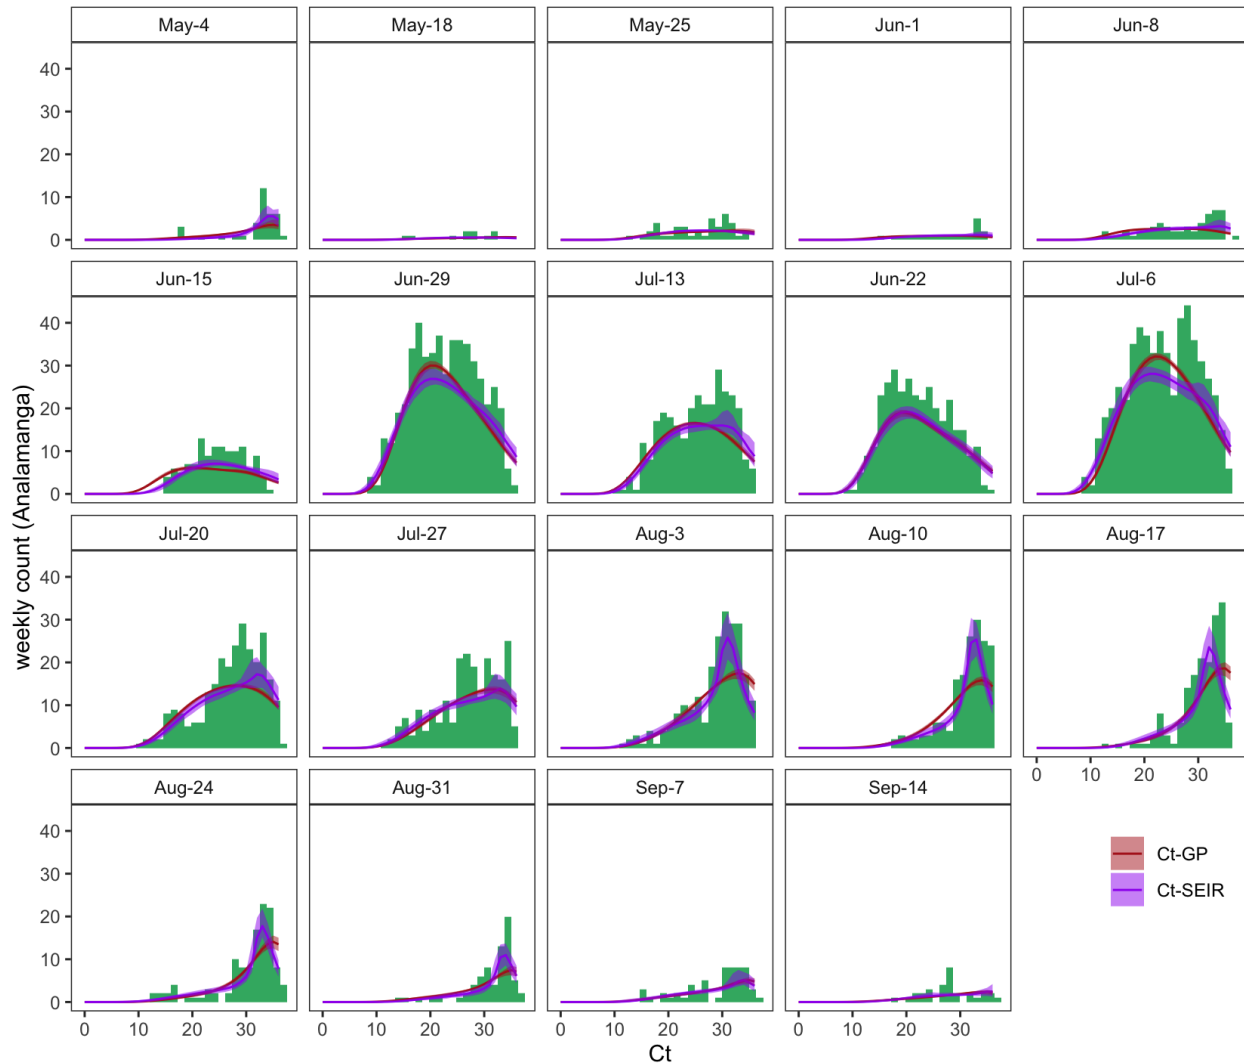 May-4 May-18 May-25 Jun-1 Jun-8
40
30
20
10
0
Jun-15 Jun-29 Jul-13 Jun-22 Jul-6
40
30
20
10
0
weekly count (Analamanga)
Jul-20 Jul-27 Aug-3 Aug-10 Aug-17
40
30
20
10
0
0 10 20 30
Aug-24 Aug-31 Sep-7 Sep-14
40
30
20
10
0
Ct-GP
Ct-SEIR
0 10 20 30 0 10 20 30 0 10 20 30 0 10 20 30
Ct